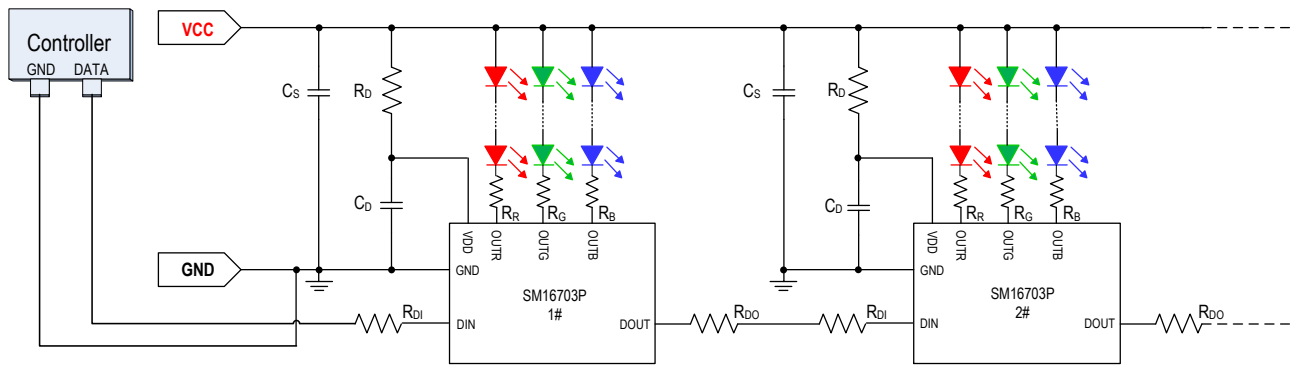 Controller
GND DATA
VCC
GND
CS
RD
CD
RR
RG
RB
VDD
OUTR
OUTG
OUTB
GND
SM16703P
1#
RDI
DIN
DOUT
RDO
CS
RD
CD
RR
RG
RB
VDD
OUTR
OUTG
OUTB
GND
SM16703P
2#
RDI
DIN
DOUT
RDO